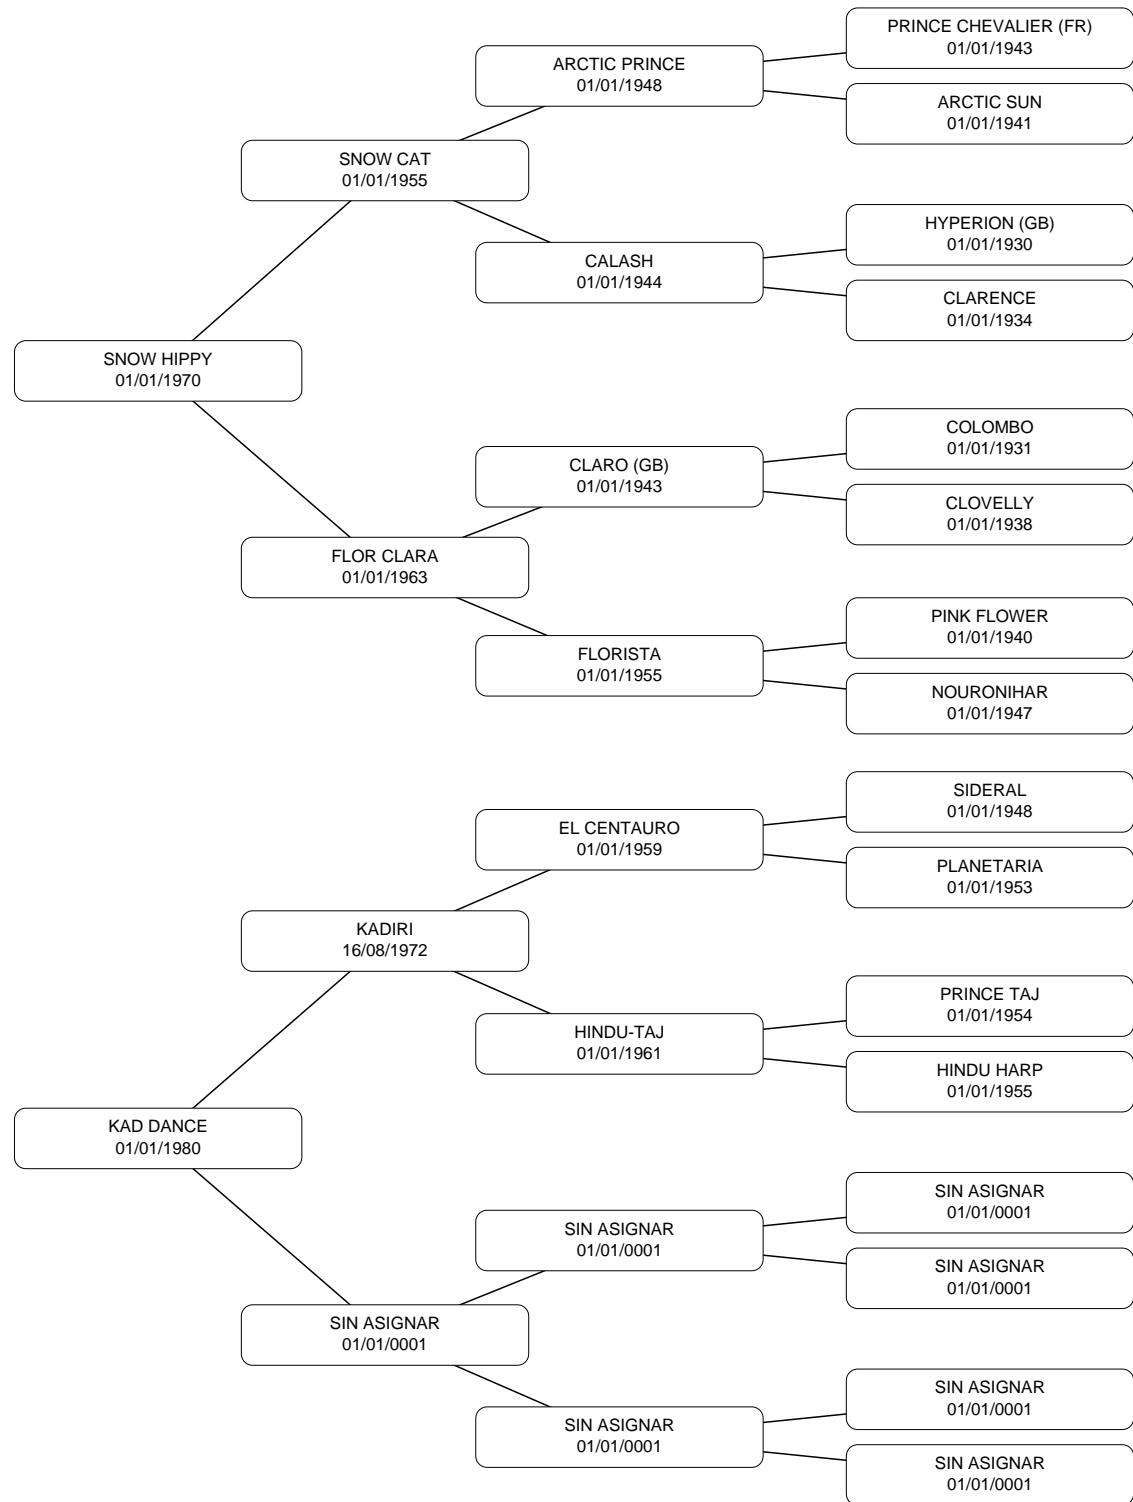 PRINCE CHEVALIER (FR)
01/01/1943
ARCTIC PRINCE
01/01/1948
ARCTIC SUN
01/01/1941
SNOW CAT
01/01/1955
HYPERION (GB)
01/01/1930
CALASH
01/01/1944
CLARENCE
01/01/1934
SNOW HIPPY
01/01/1970
COLOMBO
01/01/1931
CLARO (GB)
01/01/1943
CLOVELLY
01/01/1938
FLOR CLARA
01/01/1963
PINK FLOWER
01/01/1940
FLORISTA
01/01/1955
NOURONIHAR
01/01/1947
SIDERAL
01/01/1948
EL CENTAURO
01/01/1959
PLANETARIA
01/01/1953
KADIRI
16/08/1972
PRINCE TAJ
01/01/1954
HINDU-TAJ
01/01/1961
HINDU HARP
01/01/1955
KAD DANCE
01/01/1980
SIN ASIGNAR
01/01/0001
SIN ASIGNAR
01/01/0001
SIN ASIGNAR
01/01/0001
SIN ASIGNAR
01/01/0001
SIN ASIGNAR
01/01/0001
SIN ASIGNAR
01/01/0001
SIN ASIGNAR
01/01/0001